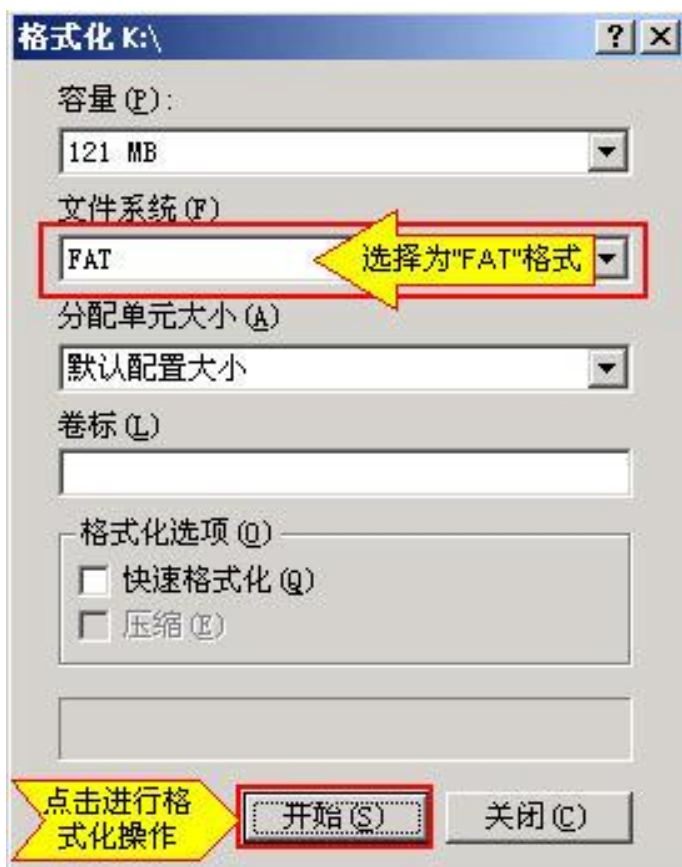 格式化 K:\
容量(P):
121 MB
文件系统(F)
FAT
选择为"FAT"格式
分配单元大小(A)
默认配置大小
卷标(L)
格式化选项(O)
快速格式化(Q)
压缩(E)
点击进行格
式化操作
开始(S)
关闭(C)